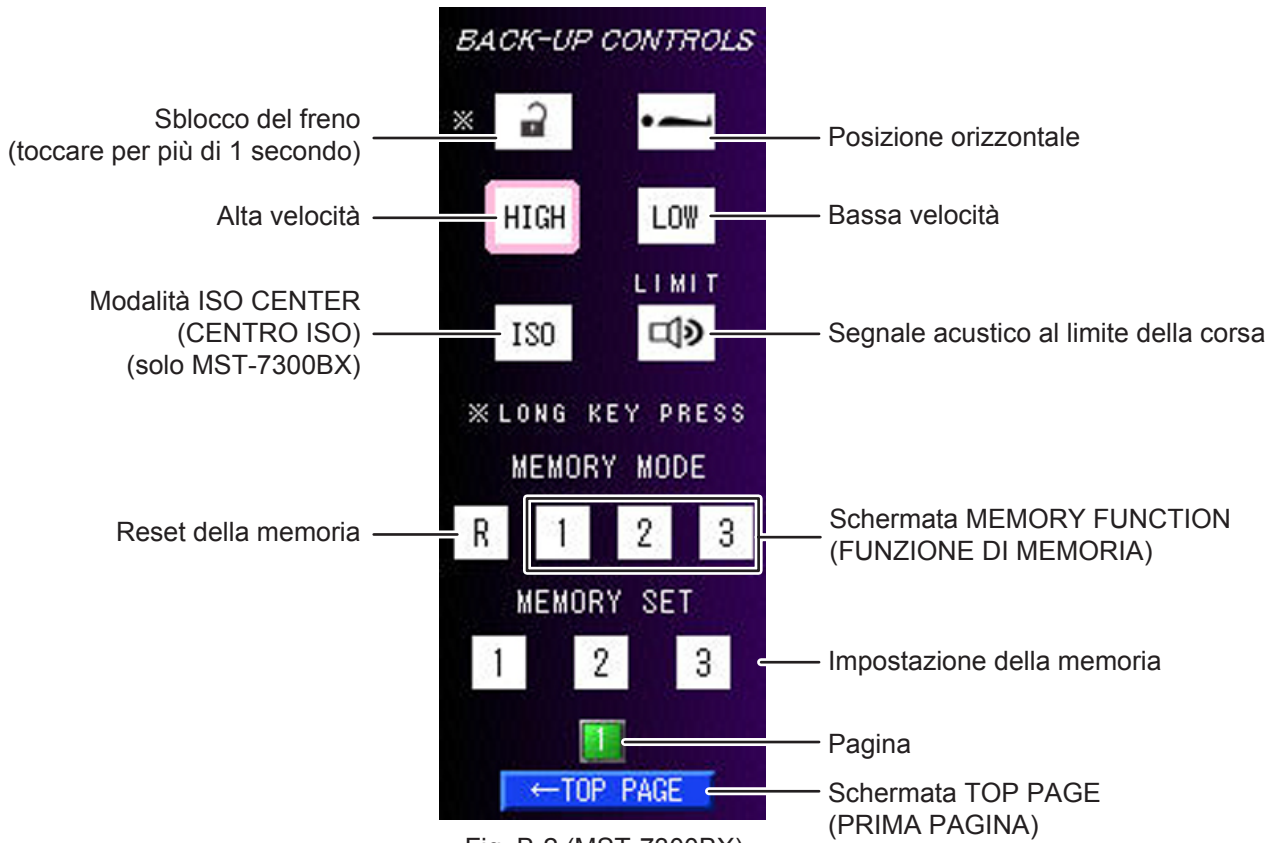 BACK-UP CONTROLS
Sblocco del freno
(toccare per più di 1 secondo)
※
Posizione orizzontale
Alta velocità
HIGH
LOW
Bassa velocità
LIMIT
Modalità ISO CENTER
(CENTRO ISO)
(solo MST-7300BX)
ISO
Segnale acustico al limite della corsa
※LONG KEY PRESS
MEMORY MODE
Reset della memoria
R 1 2 3
Schermata MEMORY FUNCTION
(FUNZIONE DI MEMORIA)
MEMORY SET
1 2 3
Impostazione della memoria
1
Pagina
←TOP PAGE
Schermata TOP PAGE
(PRIMA PAGINA)